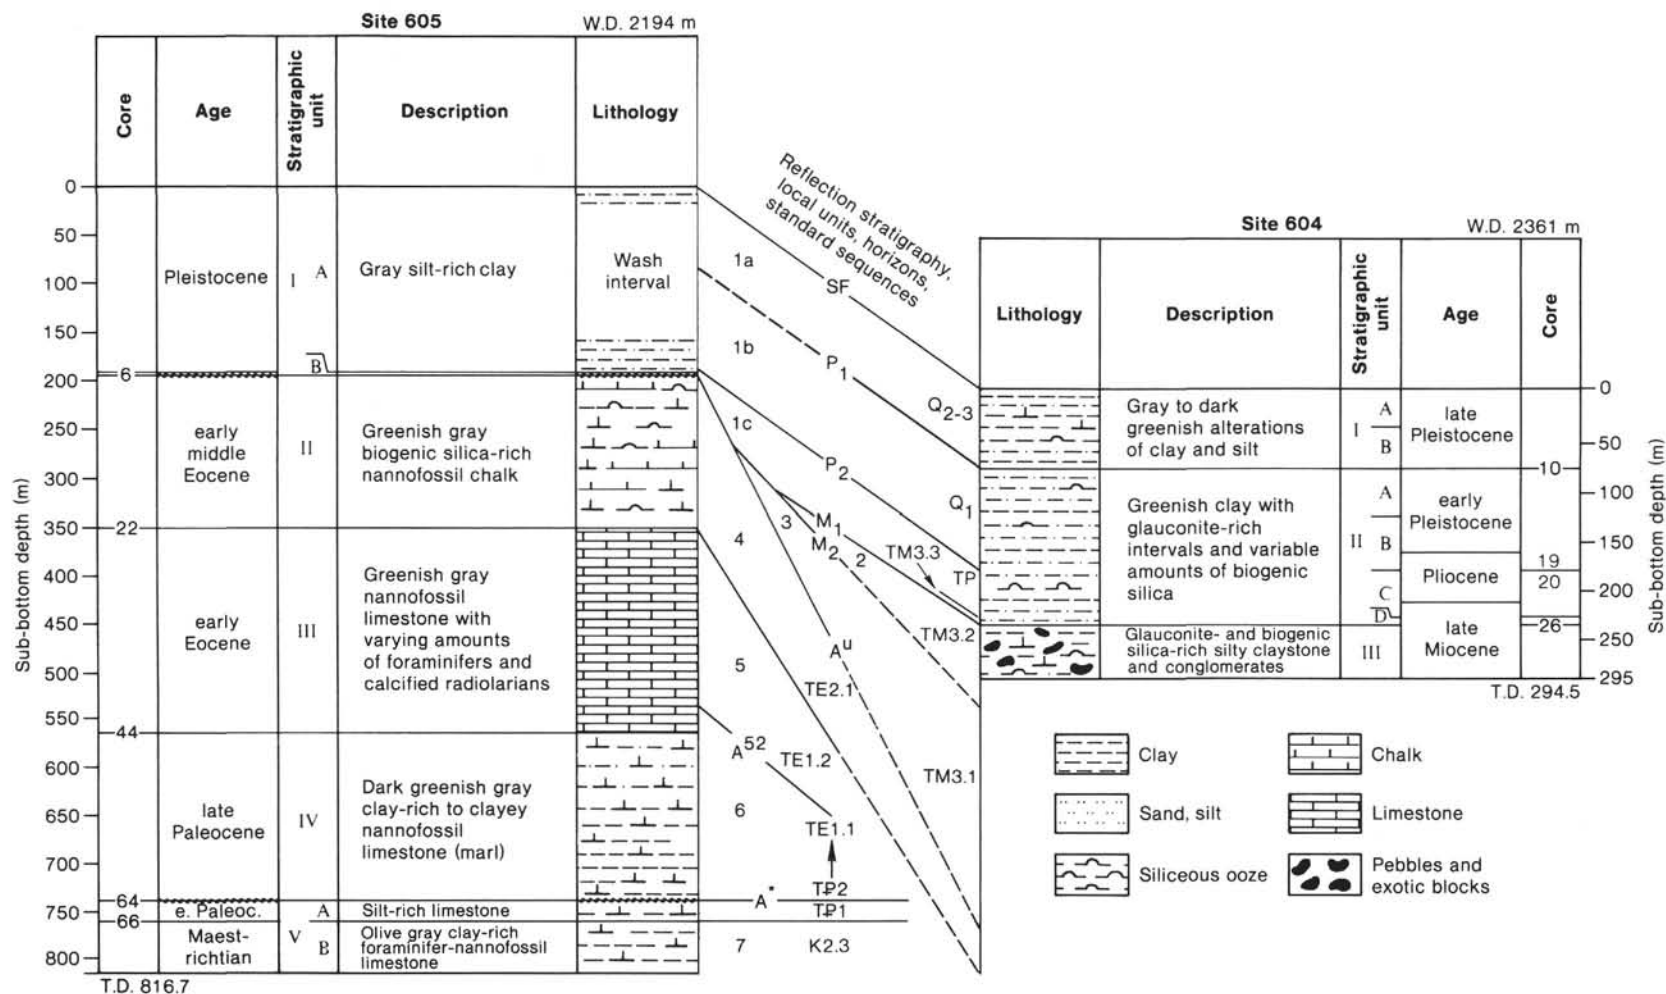 Site 605
W.D. 2194 m
Core
Age
Stratigraphic
unit
Description
Lithology
Sub-bottom depth (m)
0
50
100
150
200
250
300
350
400
450
500
550
600
650
700
750
800
6
22
44
64
66
Pleistocene
I
A
B
Gray silt-rich clay
Wash
interval
early
middle
Eocene
II
Greenish gray
biogenic silica-rich
nannofossil chalk
early
Eocene
III
Greenish gray
nannofossil
limestone with
varying amounts
of foraminifers and
calcified radiolarians
late
Paleocene
IV
Dark greenish gray
clay-rich to clayey
nannofossil
limestone (marl)
e. Paleoc.
A
Silt-rich limestone
Maest-
richtian
V
B
Olive gray clay-rich
foraminifer-nannofossil
limestone
T.D. 816.7
Reflection stratigraphy,
local units, horizons,
standard sequences
1a
SF
1b
P1
Q2-3
1c
P2
Q1
M1
3
M2
2
4
TM3.3
TP
TM3.2
Au
5
TE2.1
A52
TE1.2
TM3.1
6
TE1.1
TP2
A*
TP1
7
K2.3
Site 604
W.D. 2361 m
Lithology
Description
Stratigraphic
unit
Age
Core
Gray to dark
greenish alterations
of clay and silt
I
A
B
late
Pleistocene
10
Greenish clay with
glauconite-rich
intervals and variable
amounts of biogenic
silica
II
A
B
C
D
early
Pleistocene
Pliocene
19
20
26
Glauconite- and biogenic
silica-rich silty claystone
and conglomerates
III
late
Miocene
0
50
100
150
200
250
295
Sub-bottom depth (m)
T.D. 294.5
Clay
Chalk
Sand, silt
Limestone
Siliceous ooze
Pebbles and
exotic blocks